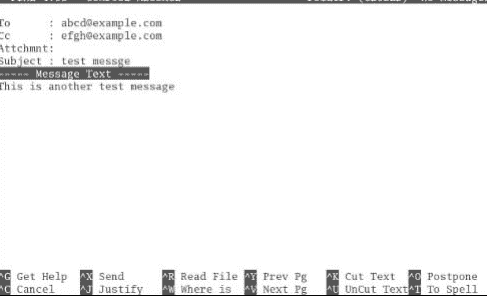 To      : abcd@example.com
Cc      : efgh@example.com
Attchmnt:
Subject : test messge
----- Message Text -----
This is another test message
^G Get Help  ^X Send      ^R Read File ^Y Prev Pg   ^K Cut Text  ^O Postpone
^C Cancel    ^J Justify   ^W Where is  ^V Next Pg   ^U UnCut Text^T To Spell